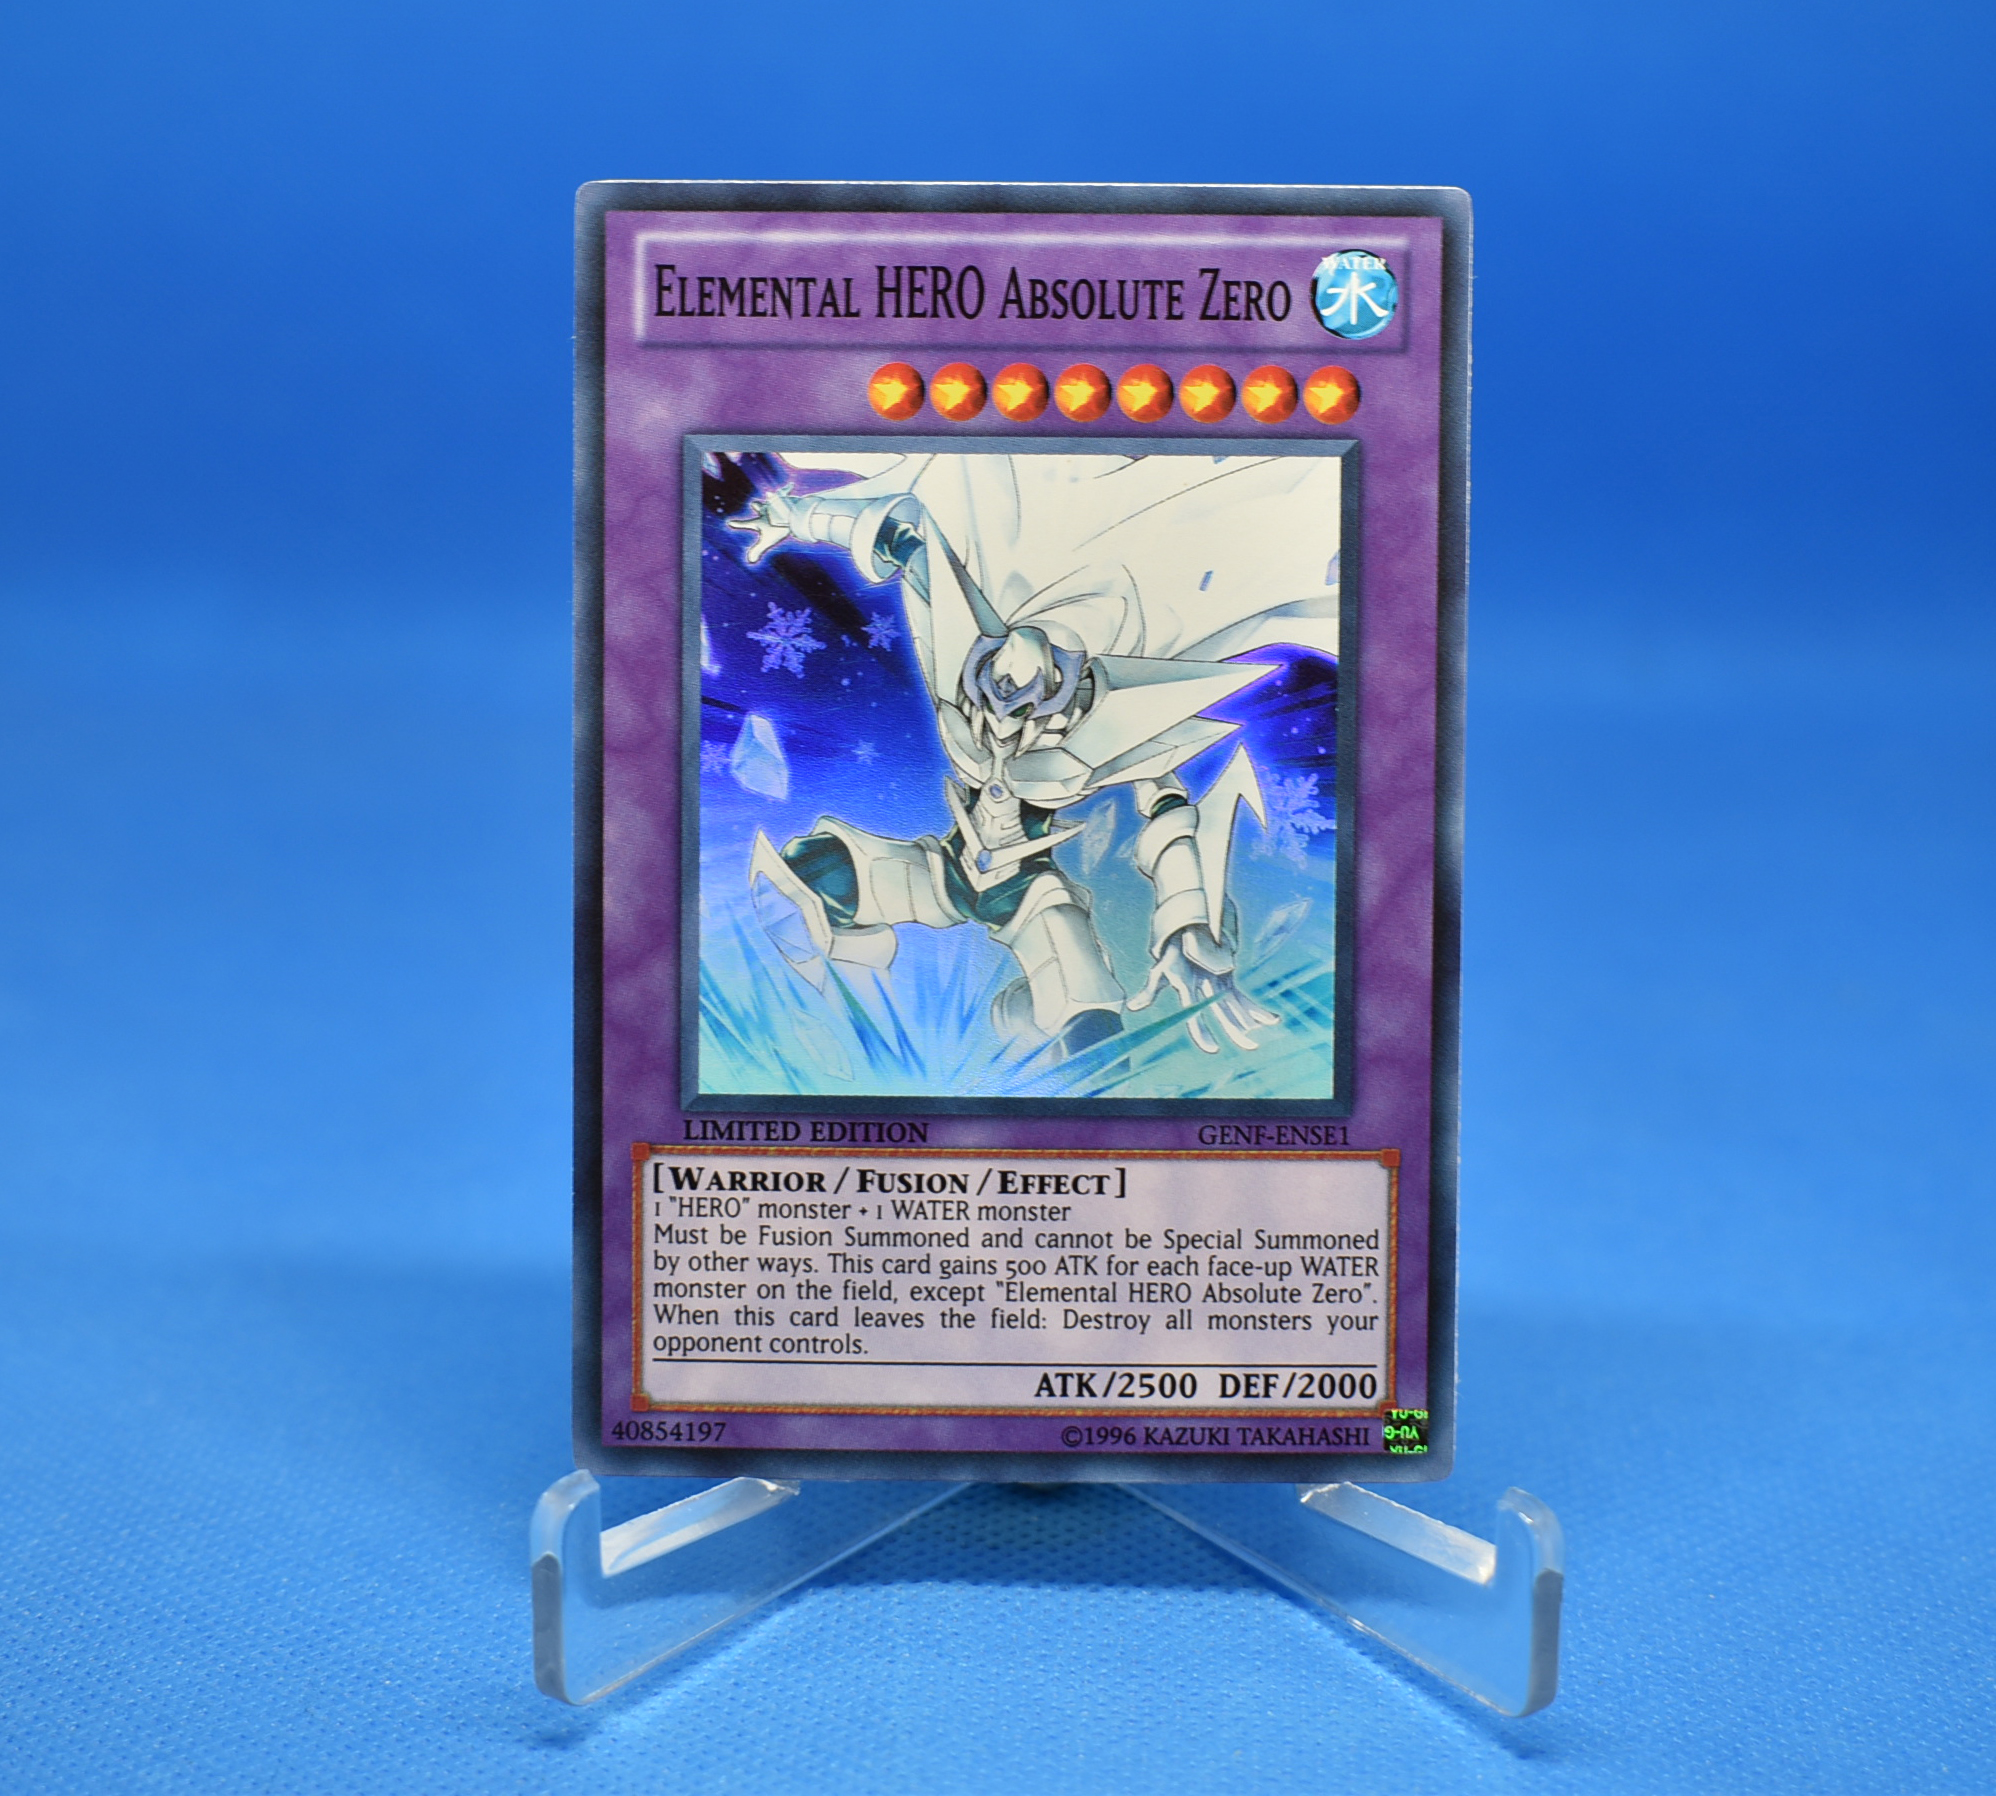 ELEMENTAL HERO ABSOLUTE ZERO
WATER
水
LIMITED EDITION
GENF-ENSE1
[WARRIOR/FUSION/EFFECT]
1 "HERO" monster + 1 WATER monster
Must be Fusion Summoned and cannot be Special Summoned
by other ways. This card gains 500 ATK for each face-up WATER
monster on the field, except "Elemental HERO Absolute Zero".
When this card leaves the field: Destroy all monsters your
opponent controls.
ATK/2500 DEF/2000
40854197
©1996 KAZUKI TAKAHASHI